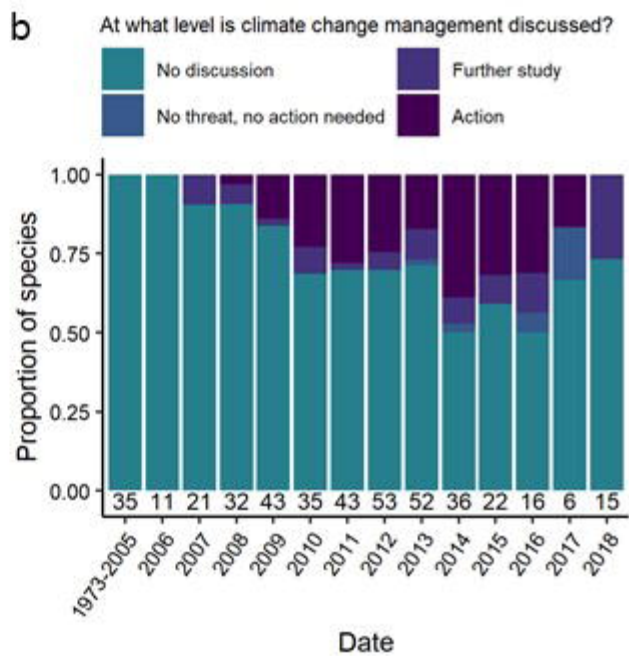 b
At what level is climate change management discussed?
No discussion
Further study
No threat, no action needed
Action
Proportion of species
1.00
0.75
0.50
0.25
0.00
35 11 21 32 43 35 43 53 52 36 22 16 6 15
1973-2005 2006 2007 2008 2009 2010 2011 2012 2013 2014 2015 2016 2017 2018
Date